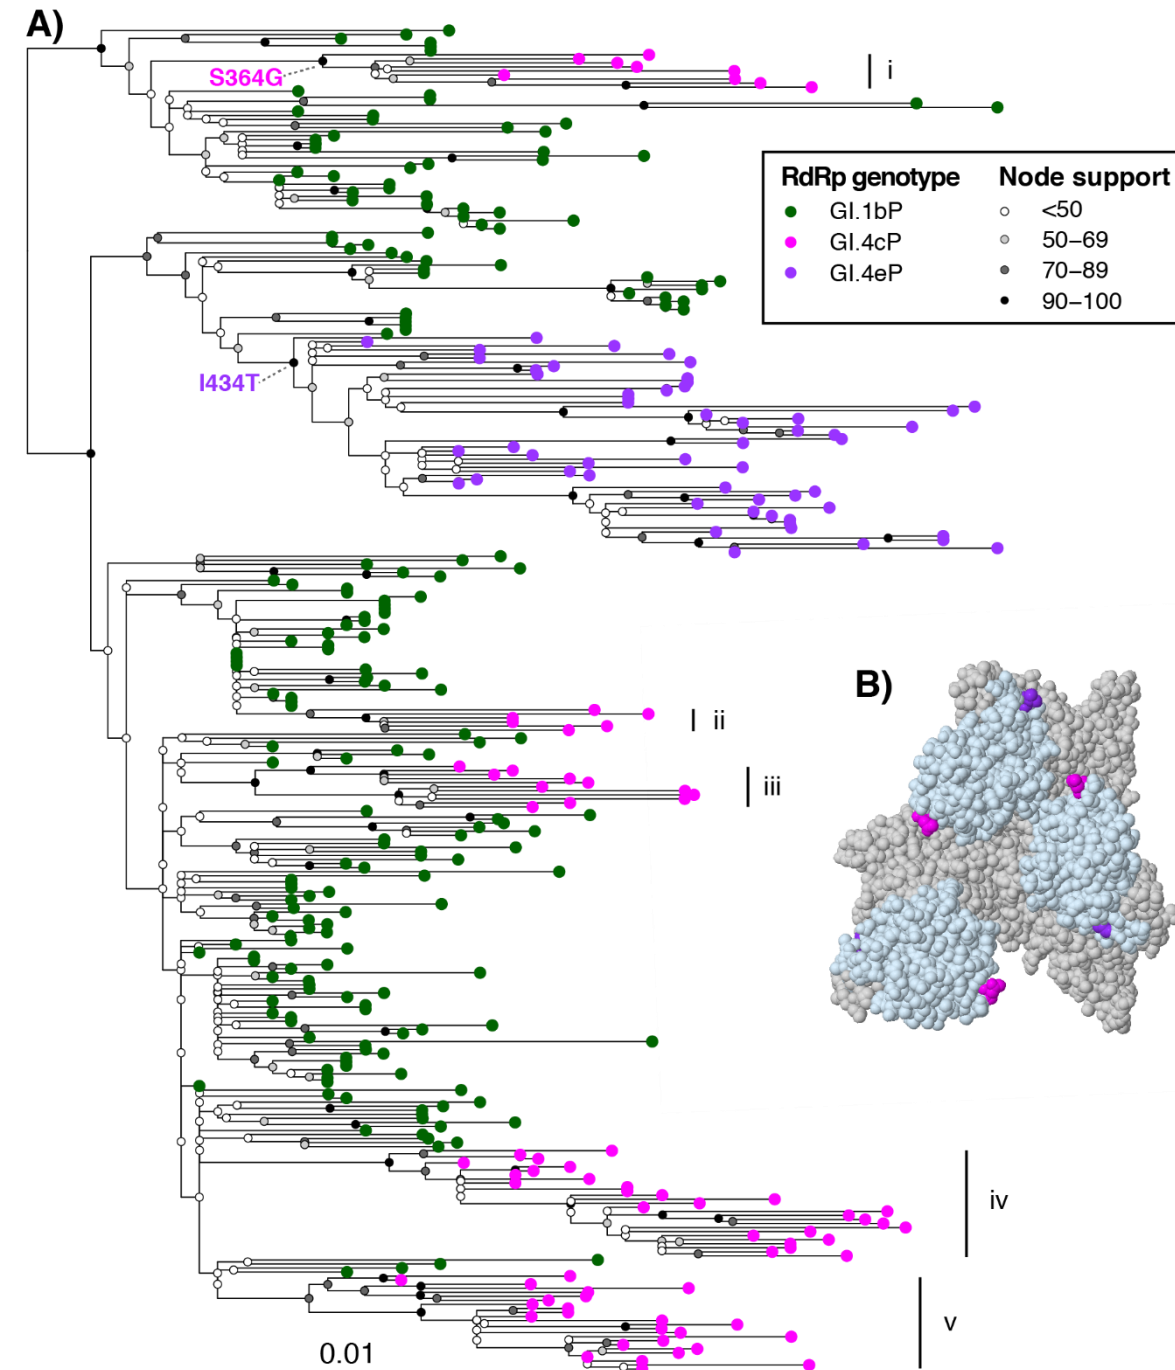 A)
S364G
i
RdRp genotype
GI.1bP
GI.4cP
GI.4eP
Node support
<50
50–69
70–89
90–100
I434T
B)
ii
iii
iv
v
0.01